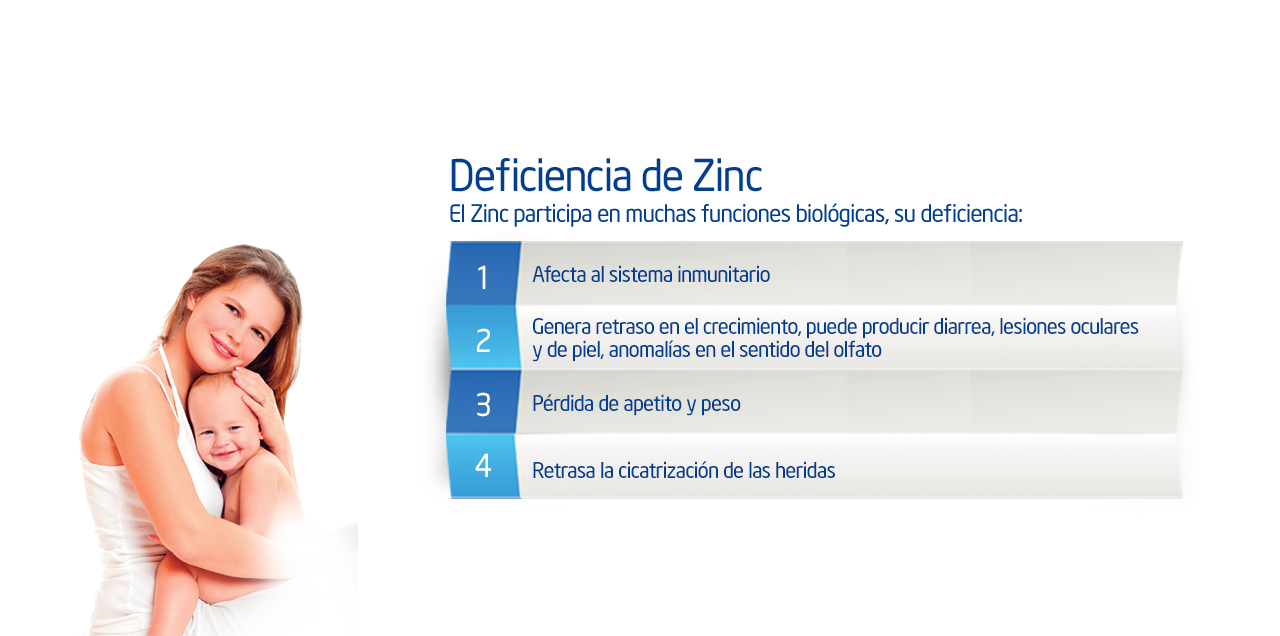 Deficiencia de Zinc
El Zinc participa en muchas funciones biológicas, su deficiencia:
1 Afecta al sistema inmunitario
2 Genera retraso en el crecimiento, puede producir diarrea, lesiones oculares
y de piel, anomalías en el sentido del olfato
3 Pérdida de apetito y peso
4 Retrasa la cicatrización de las heridas